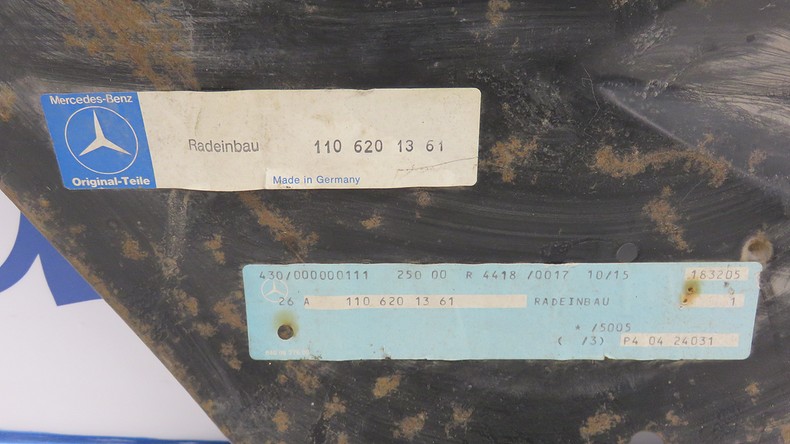 Mercedes-Benz
Original-Teile
Radeinbau 110 620 13 61
Made in Germany
430/000000111 250 00 R 4418 /0017 10/15 163205
26 A 110 620 13 61 RADEINBAU 1
* /5005
( /3) P4 04 24031